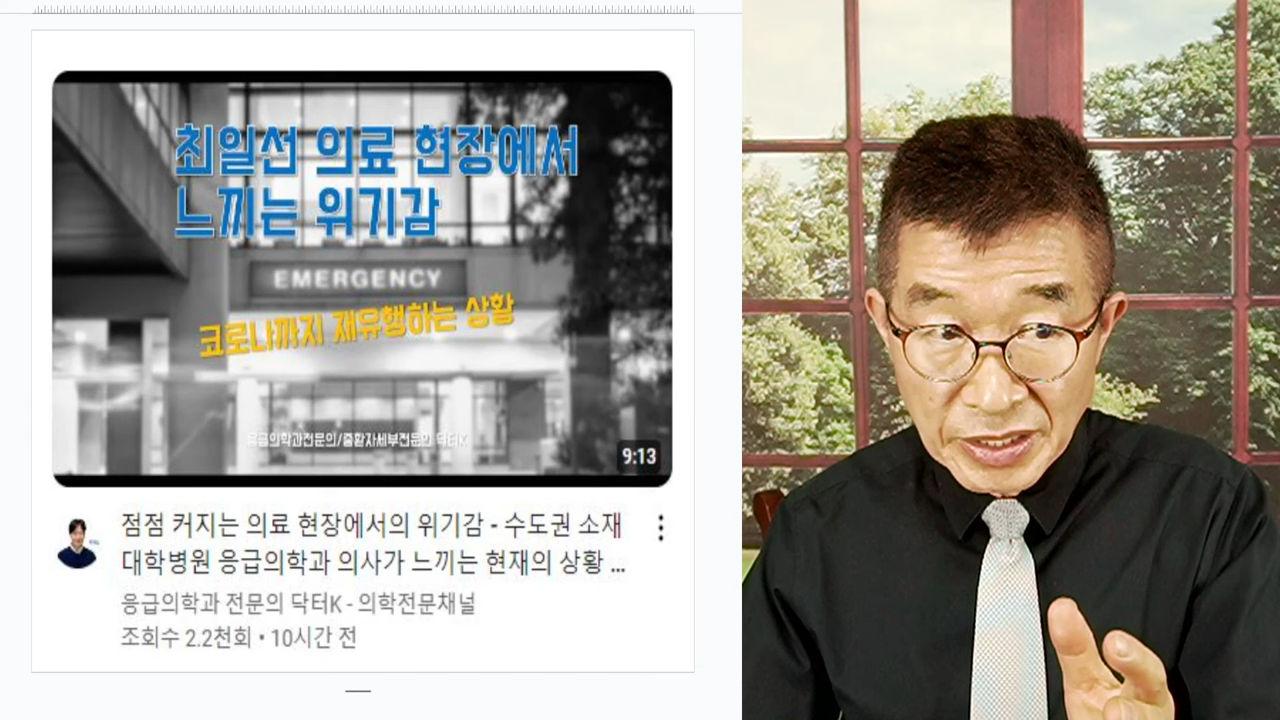 최일선 의료 현장에서
느끼는 위기감
EMERGENCY
코로나까지 재유행하는 상황
응급의학과전문의/중환자세부전문의 닥터K
9:13
점점 커지는 의료 현장에서의 위기감 - 수도권 소재
대학병원 응급의학과 의사가 느끼는 현재의 상황 ...
응급의학과 전문의 닥터K - 의학전문채널
조회수 2.2천회 • 10시간 전